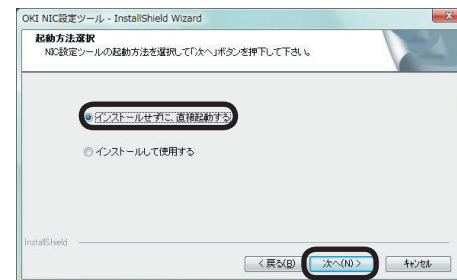 OKI NIC設定ツール - InstallShield Wizard
起動方法選択
NIC設定ツールの起動方法を選択して「次へ」ボタンを押下して下さい。
インストールせずに、直接起動する
インストールして使用する
InstallShield
< 戻る(B)
次へ(N) >
キャンセル